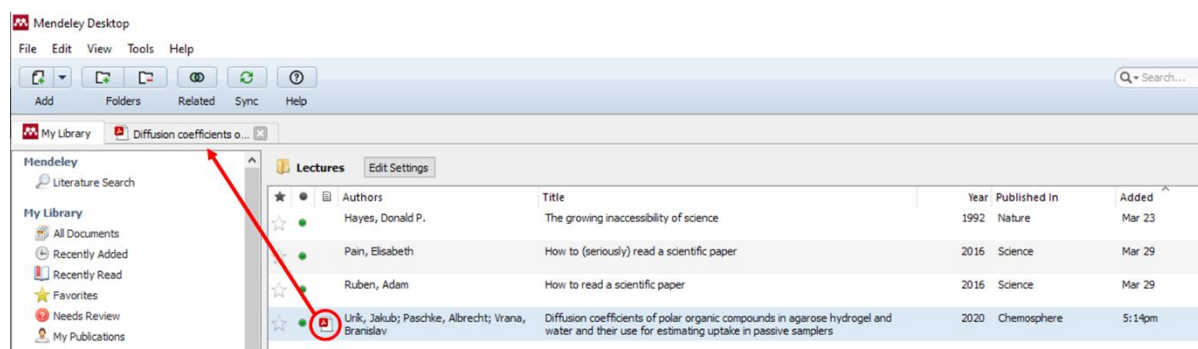 Mendeley Desktop
File Edit View Tools Help
Add Folders Related Sync Help
Search...
My Library Diffusion coefficients o...
Mendeley
Literature Search
My Library
All Documents
Recently Added
Recently Read
Favorites
Needs Review
My Publications
Lectures Edit Settings
Authors Title Year Published In Added
Hayes, Donald P. The growing inaccessibility of science 1992 Nature Mar 23
Pain, Elisabeth How to (seriously) read a scientific paper 2016 Science Mar 29
Ruben, Adam How to read a scientific paper 2016 Science Mar 29
Urík, Jakub; Paschke, Albrecht; Vrana, Diffusion coefficients of polar organic compounds in agarose hydrogel and 2020 Chemosphere 5:14pm
Branislav water and their use for estimating uptake in passive samplers